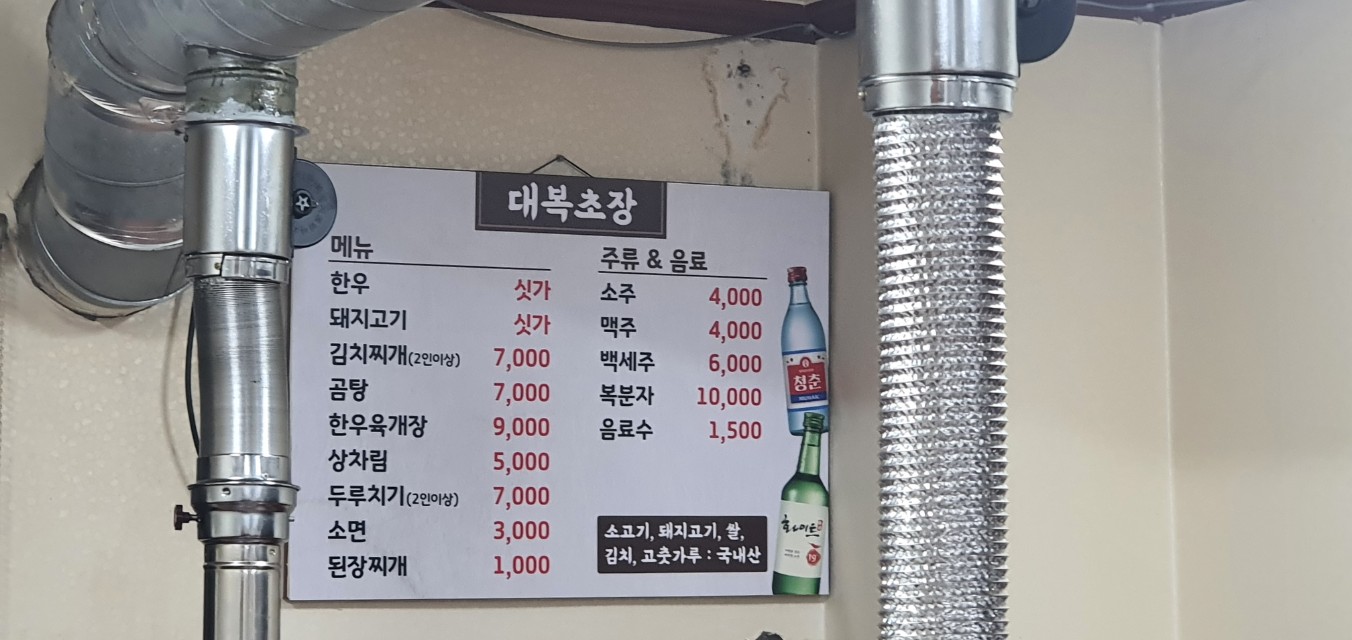 대복초장
메뉴
한우 싯가
돼지고기 싯가
김치찌개(2인이상) 7,000
곰탕 7,000
한우육개장 9,000
상차림 5,000
두루치기(2인이상) 7,000
소면 3,000
된장찌개 1,000
주류 & 음료
소주 4,000
맥주 4,000
백세주 6,000
복분자 10,000
음료수 1,500
소고기, 돼지고기, 쌀,
김치, 고춧가루 : 국내산
청춘